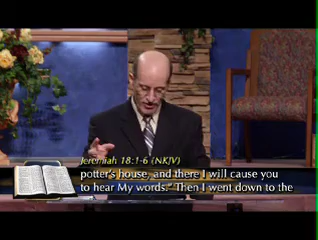 Jeremiah 18:1-6 (NKJV)
potter's house, and there I will cause you
to hear My words." Then I went down to the